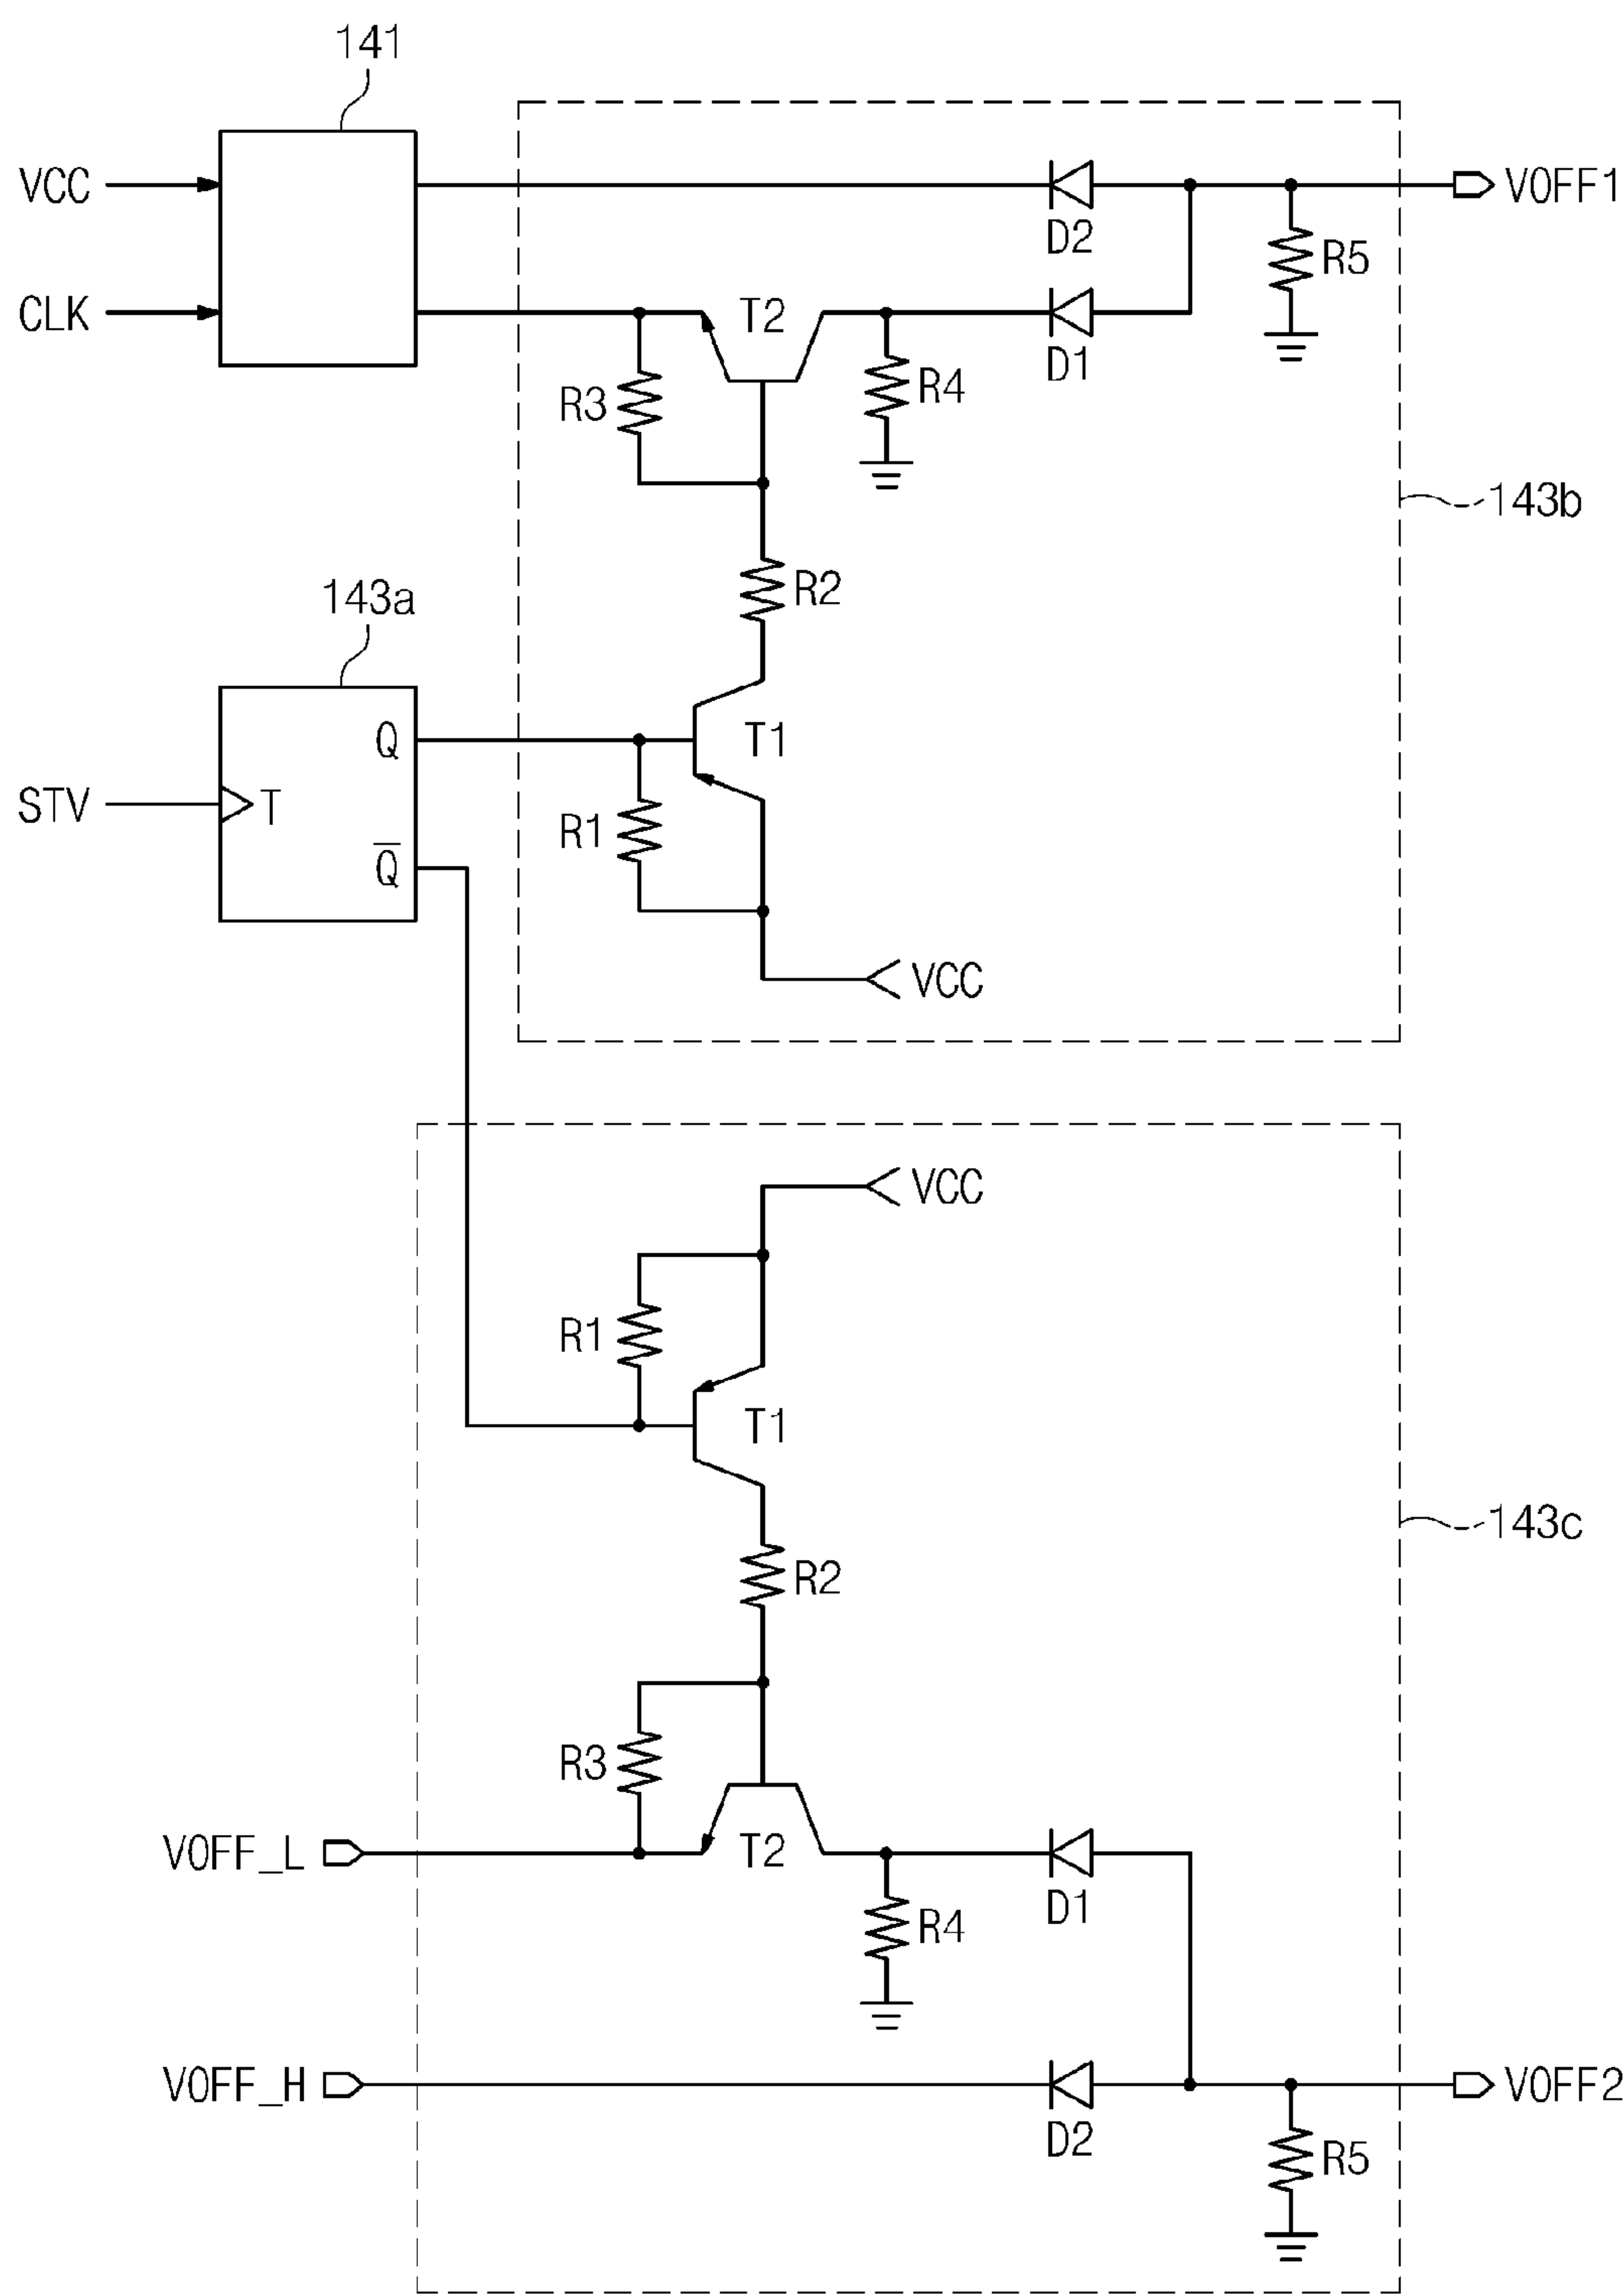 141
VCC
D2
VOFF1
R5
CLK
T2
D1
R3
R4
143b
R2
143a
Q
T1
STV
T
R1
Q̅
VCC
VCC
R1
T1
143c
R2
R3
VOFF_L
T2
D1
R4
VOFF_H
VOFF2
D2
R5